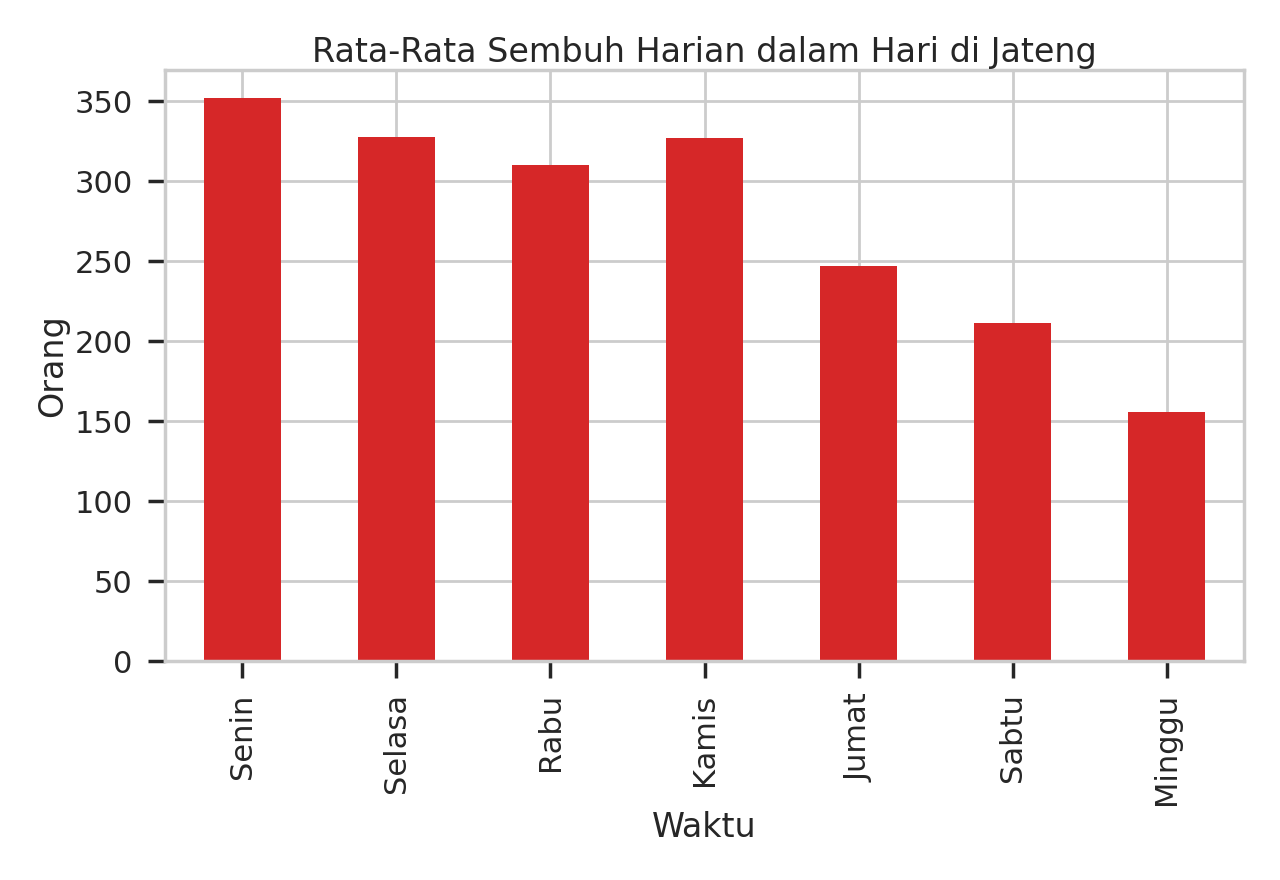 Rata-Rata Sembuh Harian dalam Hari di Jateng
Orang
350
300
250
200
150
100
50
0
Senin
Selasa
Rabu
Kamis
Jumat
Sabtu
Minggu
Waktu